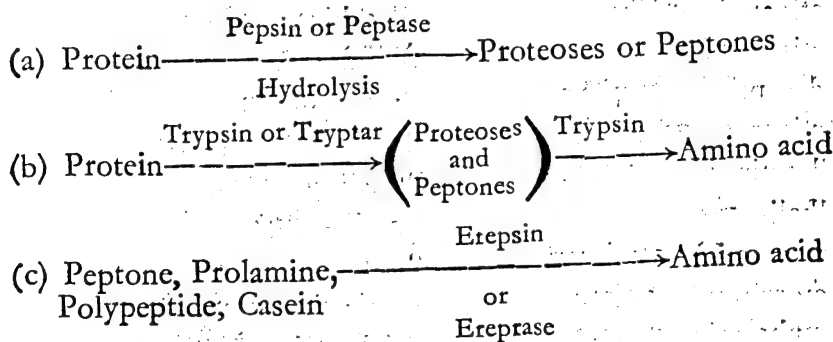 Pepsin or Peptase
(a) Protein⟶Proteoses or Peptones
Hydrolysis
Trypsin or Tryptar
(b) Protein⟶(Proteoses and Peptones) Trypsin ⟶Amino acid
Erepsin
(c) Peptone, Prolamine,⟶Amino acid
Polypeptide, Casein
or
Ereprase